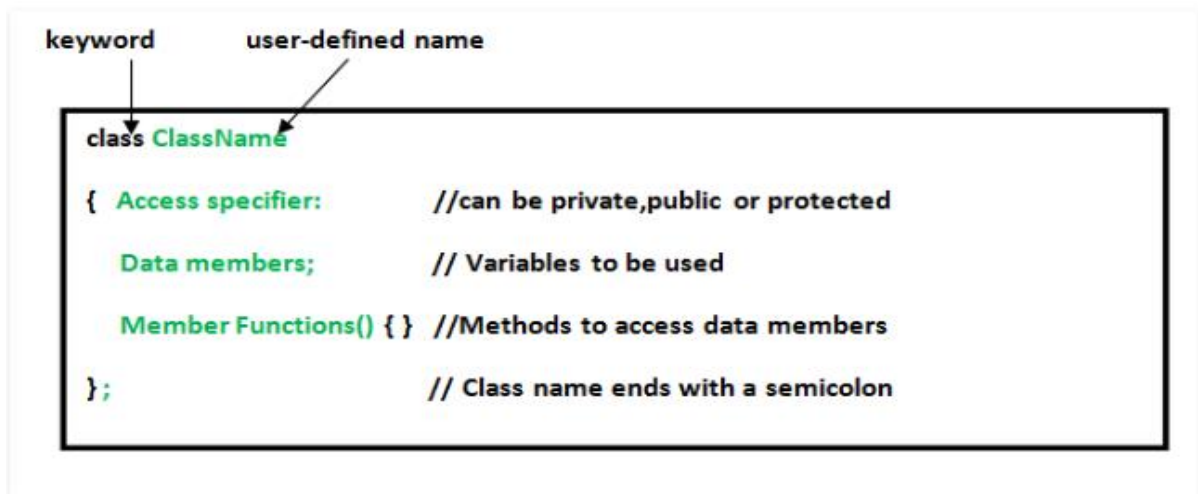 keyword user-defined name
class ClassName
{ Access specifier: //can be private,public or protected
Data members; // Variables to be used
Member Functions() { } //Methods to access data members
} ; // Class name ends with a semicolon